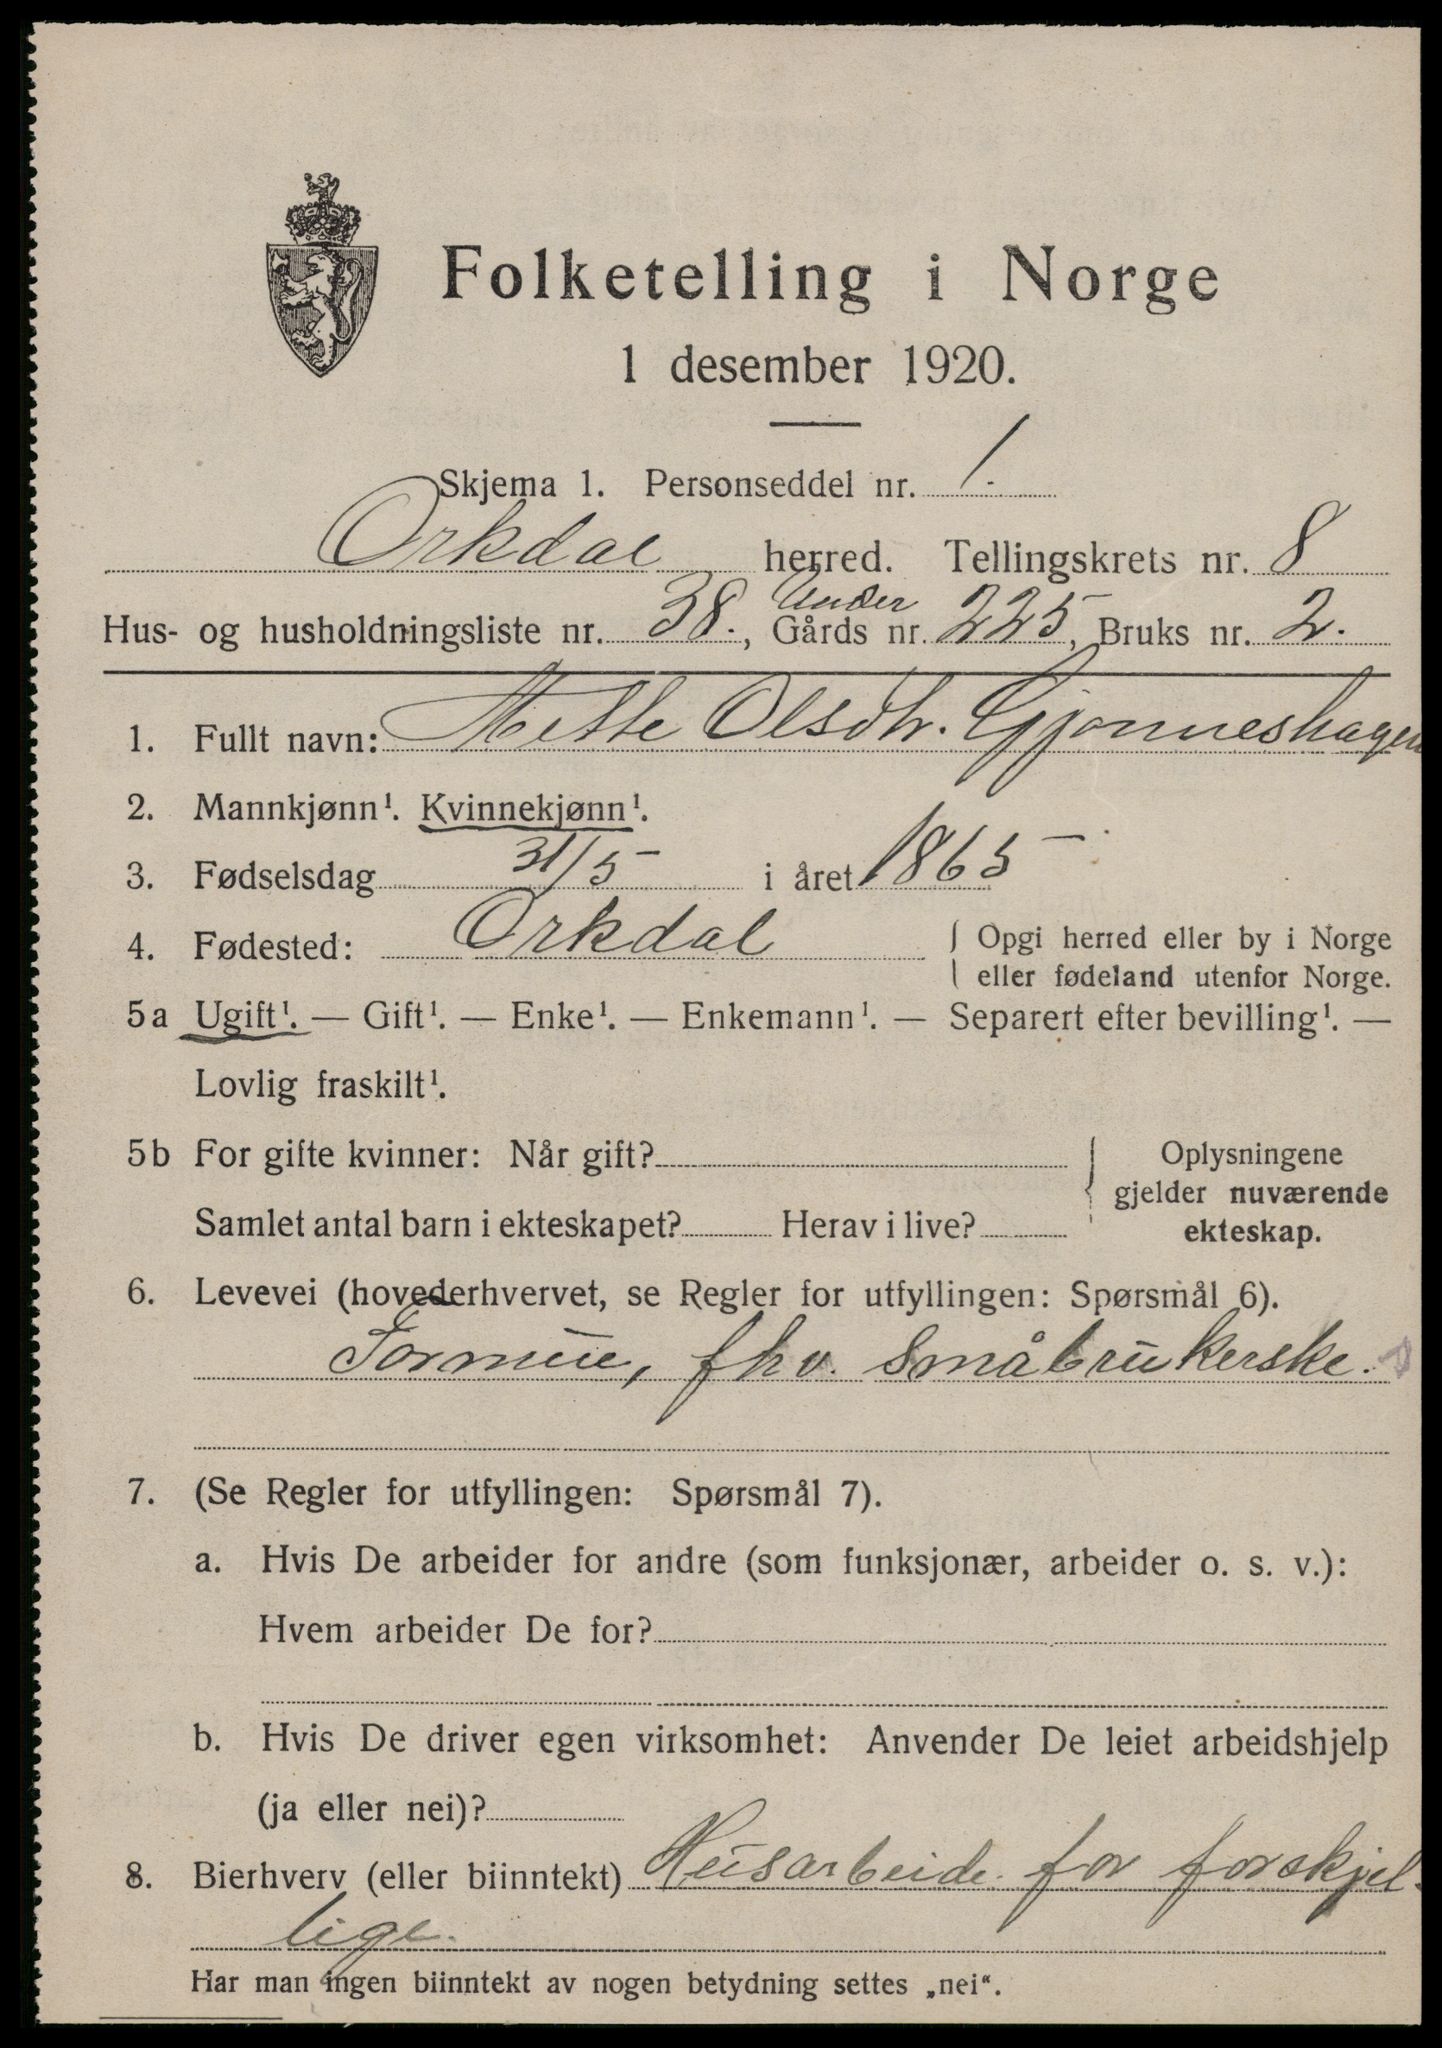 Folketelling i Norge
1 desember 1920.
Skjema 1. Personseddel nr. 1.
Orkdal herred. Tellingskrets nr. 8
Under
Hus- og husholdningsliste nr. 38., Gårds nr. 225, Bruks nr. 2.
1. Fullt navn: Mette Olsdtr. Gjønneshagen
2. Mannkjønn¹. Kvinnekjønn¹.
3. Fødselsdag 31/5 i året 1865
4. Fødested: Orkdal { Opgi herred eller by i Norge
eller fødeland utenfor Norge.
5a Ugift¹. — Gift¹. — Enke¹. — Enkemann¹. — Separert efter bevilling¹. —
Lovlig fraskilt¹.
5b For gifte kvinner: Når gift? { Oplysningene
gjelder nuværende
Samlet antal barn i ekteskapet? Herav i live? ekteskap.
6. Levevei (hovederhvervet, se Regler for utfyllingen: Spørsmål 6).
Formue, fhv. småbrukerske.
7. (Se Regler for utfyllingen: Spørsmål 7).
a. Hvis De arbeider for andre (som funksjonær, arbeider o. s. v.):
Hvem arbeider De for?
b. Hvis De driver egen virksomhet: Anvender De leiet arbeidshjelp
(ja eller nei)?
8. Bierhverv (eller biinntekt) Husarbeide for forskjel-
lige.
Har man ingen biinntekt av nogen betydning settes „nei“.